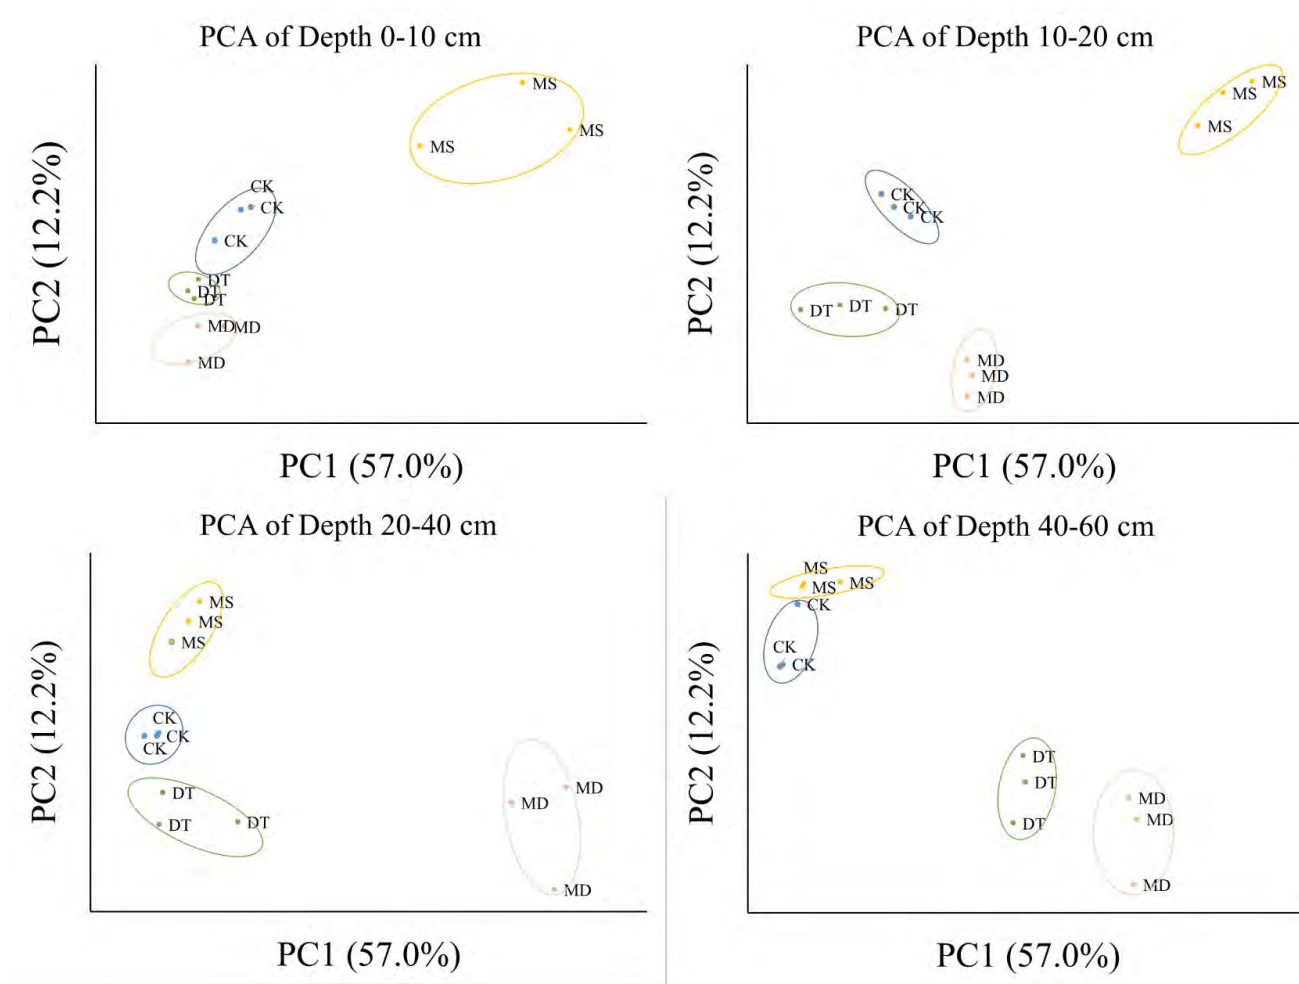 PCA of Depth 0-10 cm
MS
MS
MS
CK
CK
CK
DT
DT
DT
MD
MD
MD
PC2 (12.2%)
PC1 (57.0%)
PCA of Depth 10-20 cm
MS
MS
MS
CK
CK
CK
DT
DT
DT
MD
MD
MD
PC2 (12.2%)
PC1 (57.0%)
PCA of Depth 20-40 cm
MS
MS
MS
CK
CK
CK
DT
DT
DT
MD
MD
MD
PC2 (12.2%)
PC1 (57.0%)
PCA of Depth 40-60 cm
MS
MS
MS
CK
CK
CK
DT
DT
DT
MD
MD
MD
PC2 (12.2%)
PC1 (57.0%)